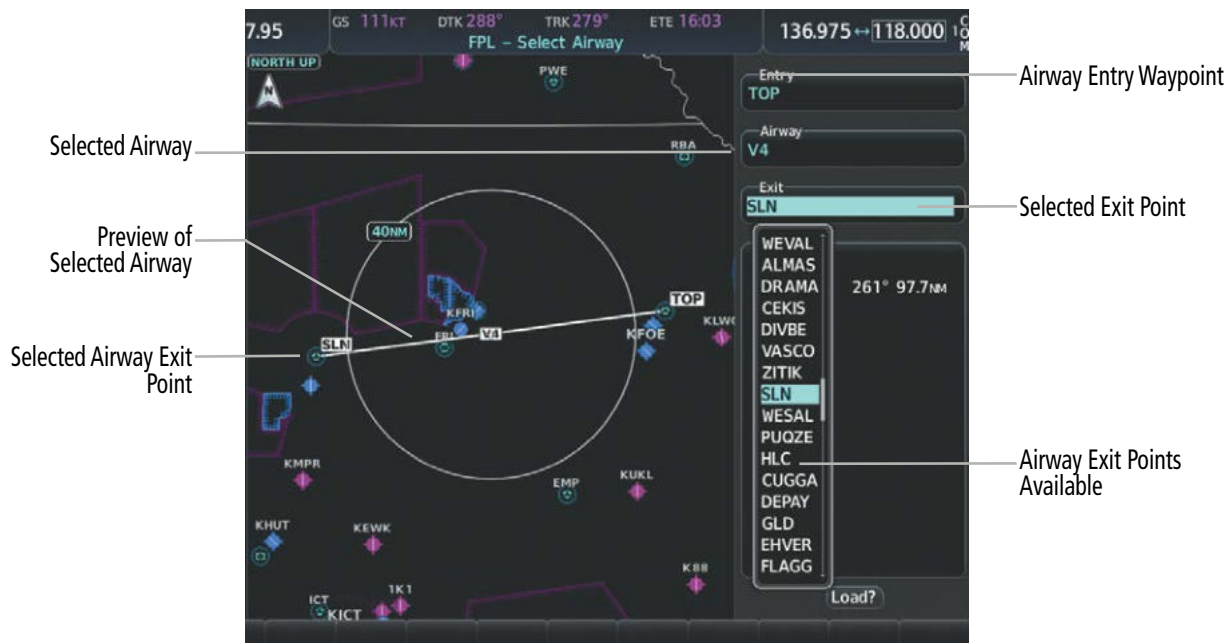 7.95
GS 111KT
DTK 288°
TRK 279°
ETE 16:03
FPL – Select Airway
136.975 ↔ 118.000
NORTH UP
N
PWE
RBA
40NM
KFRI
FRI
V4
TOP
KFOE
SLN
KMPR
EMP
KUKL
KHUT
KEWK
K88
1K1
ICT
KICT
Entry
TOP
Airway
V4
Exit
SLN
WEVAL
ALMAS
DRAMA
CEKIS
DIVBE
VASCO
ZITIK
SLN
WESAL
PUQZE
HLC
CUGGA
DEPAY
GLD
EHVER
FLAGG
261° 97.7NM
Load?
Selected Airway
Preview of
Selected Airway
Selected Airway Exit
Point
Airway Entry Waypoint
Selected Exit Point
Airway Exit Points
Available